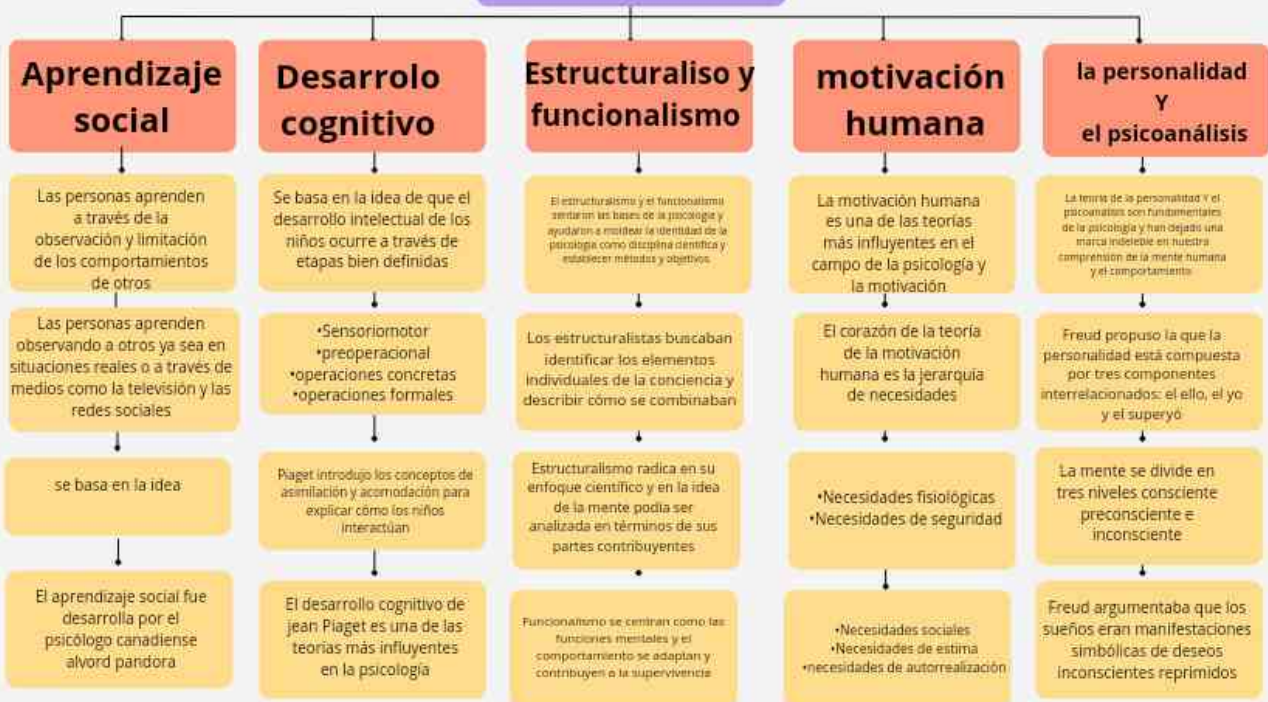 Aprendizaje
social
Las personas aprenden
a través de la
observación y limitación
de los comportamientos
de otros
Las personas aprenden
observando a otros ya sea en
situaciones reales o a través de
medios como la televisión y las
redes sociales
se basa en la idea
El aprendizaje social fue
desarrolla por el
psicólogo canadiense
alvord pandora
Desarrolo
cognitivo
Se basa en la idea de que el
desarrollo intelectual de los
niños ocurre a través de
etapas bien definidas
•Sensoriomotor
•preoperacional
•operaciones concretas
•operaciones formales
Piaget introdujo los conceptos de
asimilación y acomodación para
explicar cómo los niños
interactúan
El desarrollo cognitivo de
jean Piaget es una de las
teorías más influyentes
en la psicología
Estructuraliso y
funcionalismo
El estructuralismo y el funcionalismo
sentaron las bases de la psicología y
ayudaron a moldear la identidad de la
psicología como disciplina científica y
establecer métodos y objetivos
Los estructuralistas buscaban
identificar los elementos
individuales de la conciencia y
describir cómo se combinaban
Estructuralismo radica en su
enfoque científico y en la idea
de la mente podía ser
analizada en términos de sus
partes contribuyentes
Funcionalismo se centran como las
funciones mentales y el
comportamiento se adaptan y
contribuyen a la supervivencia
motivación
humana
La motivación humana
es una de las teorías
más influyentes en el
campo de la psicología y
la motivación
El corazón de la teoría
de la motivación
humana es la jerarquía
de necesidades
•Necesidades fisiológicas
•Necesidades de seguridad
•Necesidades sociales
•Necesidades de estima
•necesidades de autorrealización
la personalidad
Y
el psicoanálisis
La teoría de la personalidad Y el
psicoanálisis son fundamentales
de la psicología y han dejado una
marca indeleble en nuestra
comprensión de la mente humana
y el comportamiento
Freud propuso la que la
personalidad está compuesta
por tres componentes
interrelacionados: el ello, el yo
y el superyó
La mente se divide en
tres niveles consciente
preconsciente e
inconsciente
Freud argumentaba que los
sueños eran manifestaciones
simbólicas de deseos
inconscientes reprimidos